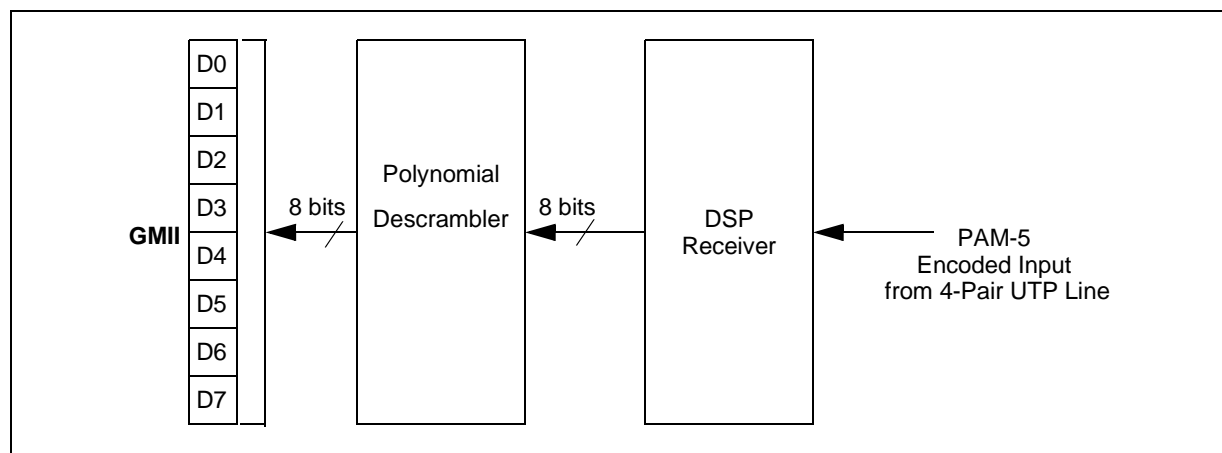 D0
D1
D2
D3
D4
D5
D6
D7
GMII
8 bits
Polynomial
Descrambler
8 bits
DSP
Receiver
PAM-5
Encoded Input
from 4-Pair UTP Line